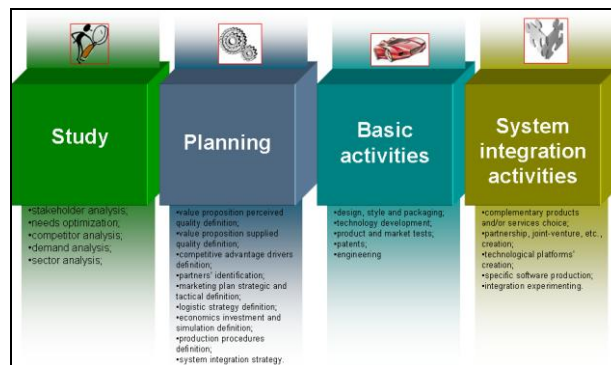 Study
•stakeholder analysis;
•needs optimization;
•competitor analysis;
•demand analysis;
•sector analysis;
Planning
•value proposition perceived
quality definition;
•value proposition supplied
quality definition;
•competitive advantage drivers
definition;
•partners' identification;
•marketing plan strategic and
tactical definition;
•logistic strategy definition;
•economics investment and
simulation definition;
•production procedures
definition;
•system integration strategy.
Basic
activities
•design, style and packaging;
•technology development;
•product and market tests;
•patents;
•engineering
System
integration
activities
•complementary products
and/or services choice;
•partnership, joint-venture, etc.,
creation;
•technological platforms'
creation;
•specific software production;
•integration experimenting.